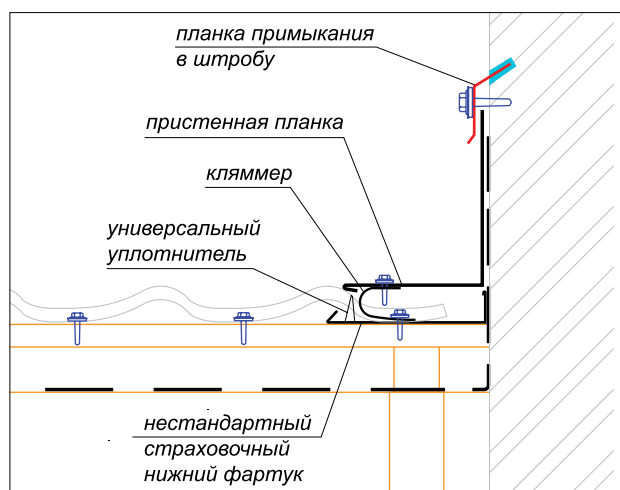 планка примыкания
в штробу
пристенная планка
кляммер
универсальный
уплотнитель
нестандартный
страховочный
нижний фартук